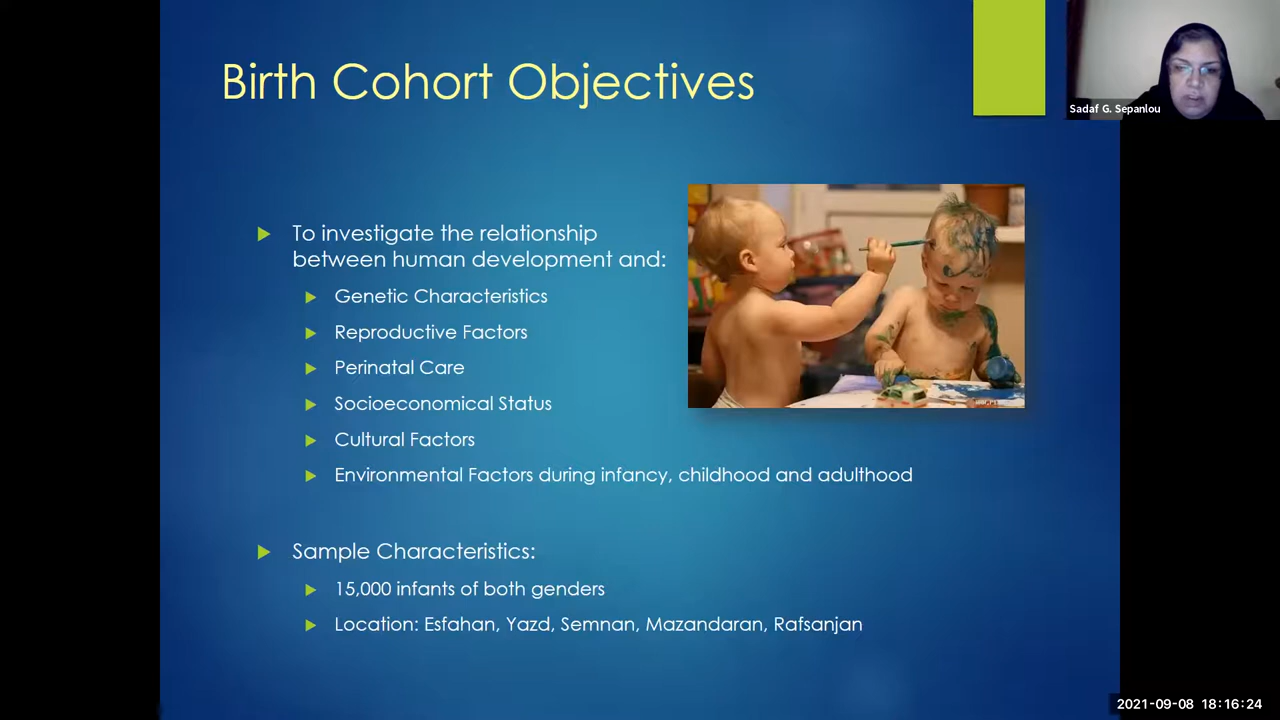 Birth Cohort Objectives
Sadaf G. Sepanlou
To investigate the relationship
between human development and:
Genetic Characteristics
Reproductive Factors
Perinatal Care
Socioeconomical Status
Cultural Factors
Environmental Factors during infancy, childhood and adulthood
Sample Characteristics:
15,000 infants of both genders
Location: Esfahan, Yazd, Semnan, Mazandaran, Rafsanjan
2021-09-08 18:16:24